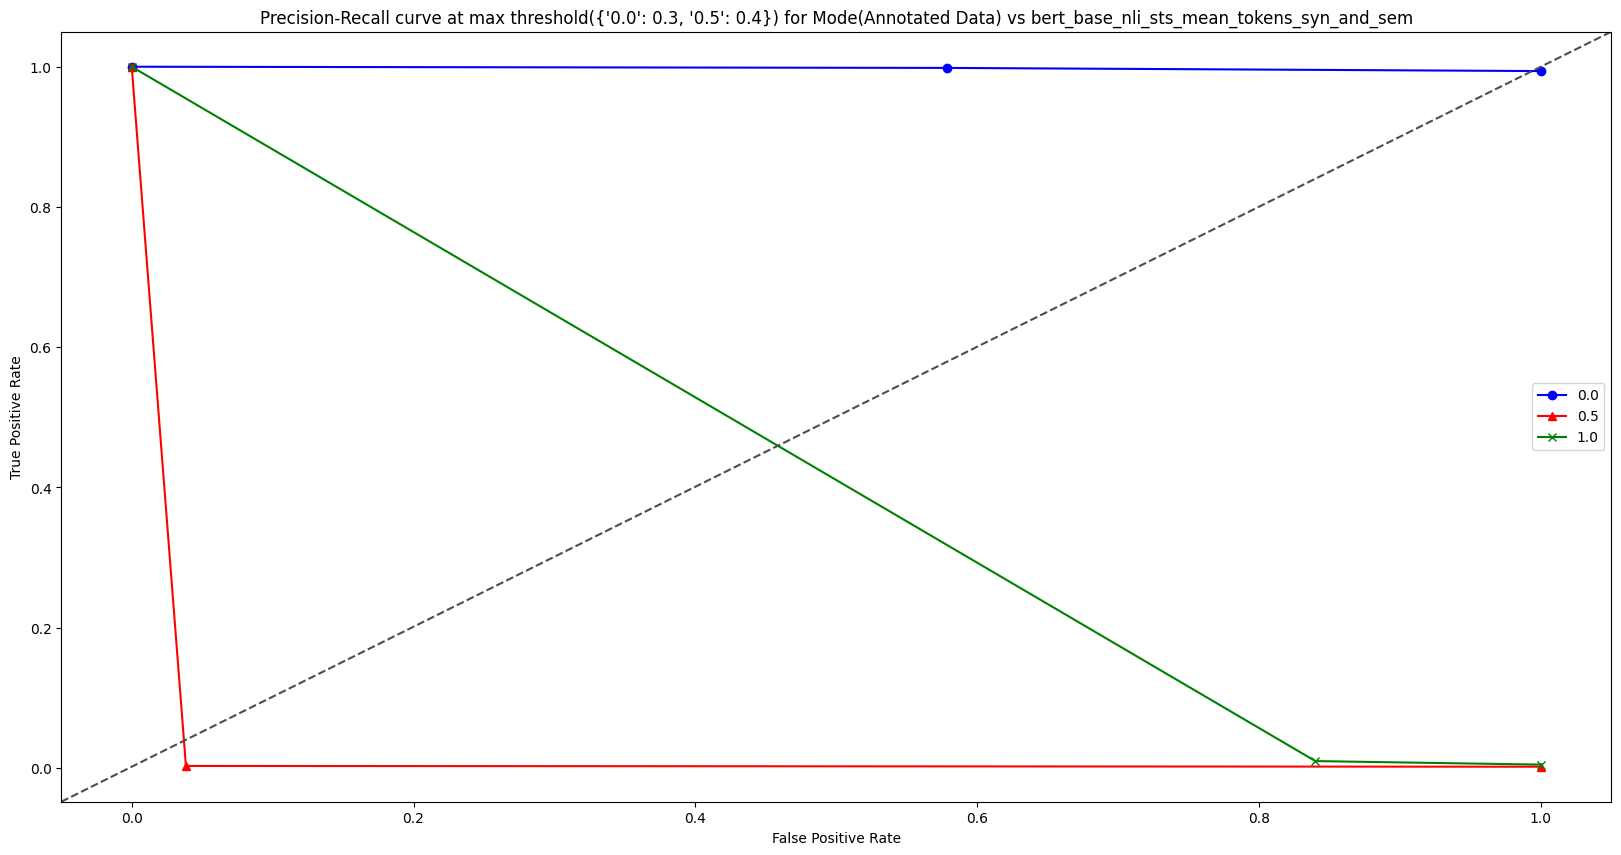 Precision-Recall curve at max threshold({'0.0': 0.3, '0.5': 0.4}) for Mode(Annotated Data) vs bert_base_nli_sts_mean_tokens_syn_and_sem
1.0
0.8
0.6
0.4
0.2
0.0
True Positive Rate
0.0
0.5
1.0
0.0 0.2 0.4 0.6 0.8 1.0
False Positive Rate